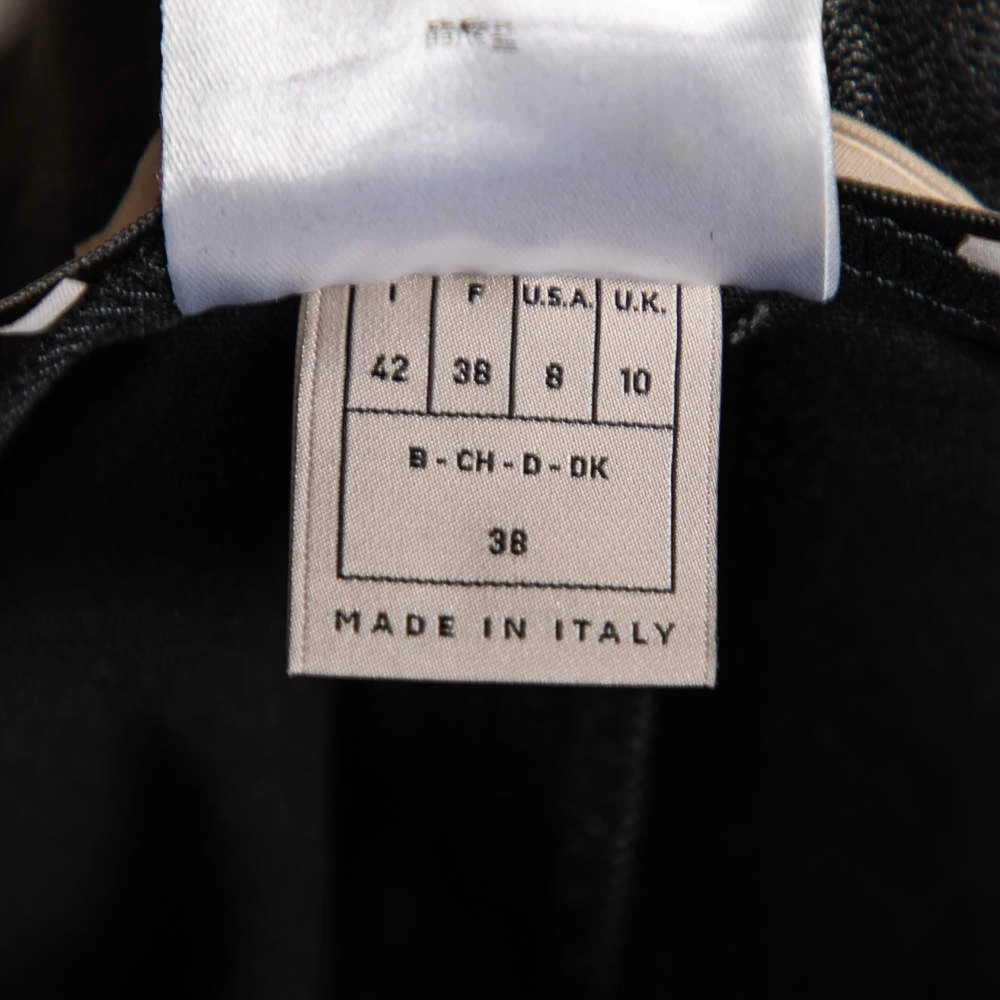 I F U.S.A. U.K.
42 38 8 10
B - CH - D - DK
38
MADE IN ITALY